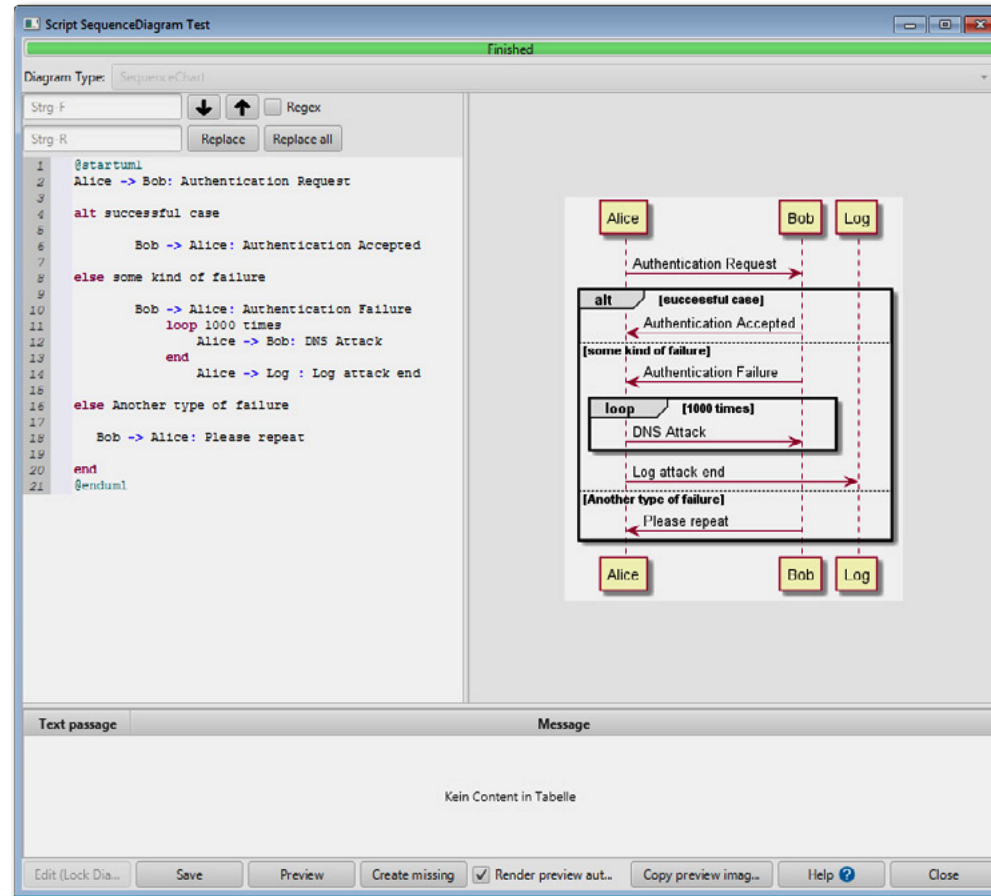 Script SequenceDiagram Test
Finished
Diagram Type: SequenceChart
Strg-F Regex
Strg-R Replace Replace all
1 @startuml
2 Alice -> Bob: Authentication Request
3
4 alt successful case
5
6 Bob -> Alice: Authentication Accepted
7
8 else some kind of failure
9
10 Bob -> Alice: Authentication Failure
11 loop 1000 times
12 Alice -> Bob: DNS Attack
13 end
14 Alice -> Log : Log attack end
15
16 else Another type of failure
17
18 Bob -> Alice: Please repeat
19
20 end
21 @enduml
Alice Bob Log
Authentication Request
alt [successful case]
Authentication Accepted
[some kind of failure]
Authentication Failure
loop [1000 times]
DNS Attack
Log attack end
[Another type of failure]
Please repeat
Alice Bob Log
Text passage Message
Kein Content in Tabelle
Edit (Lock Dia... Save Preview Create missing Render preview aut... Copy preview imag... Help ? Close